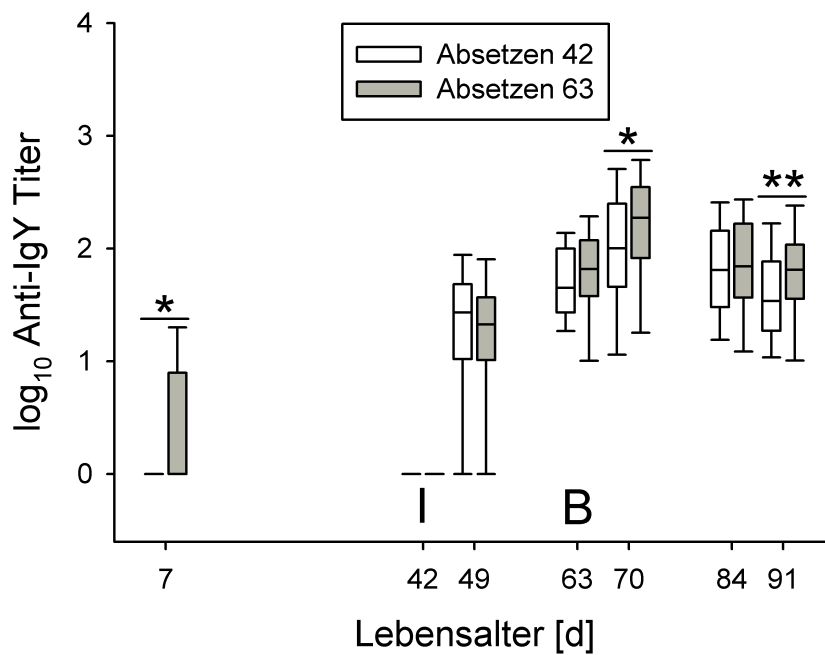 4
Absetzen 42
Absetzen 63
3
*
**
log10 Anti-IgY Titer
2
*
1
0
I
B
7 42 49 63 70 84 91
Lebensalter [d]